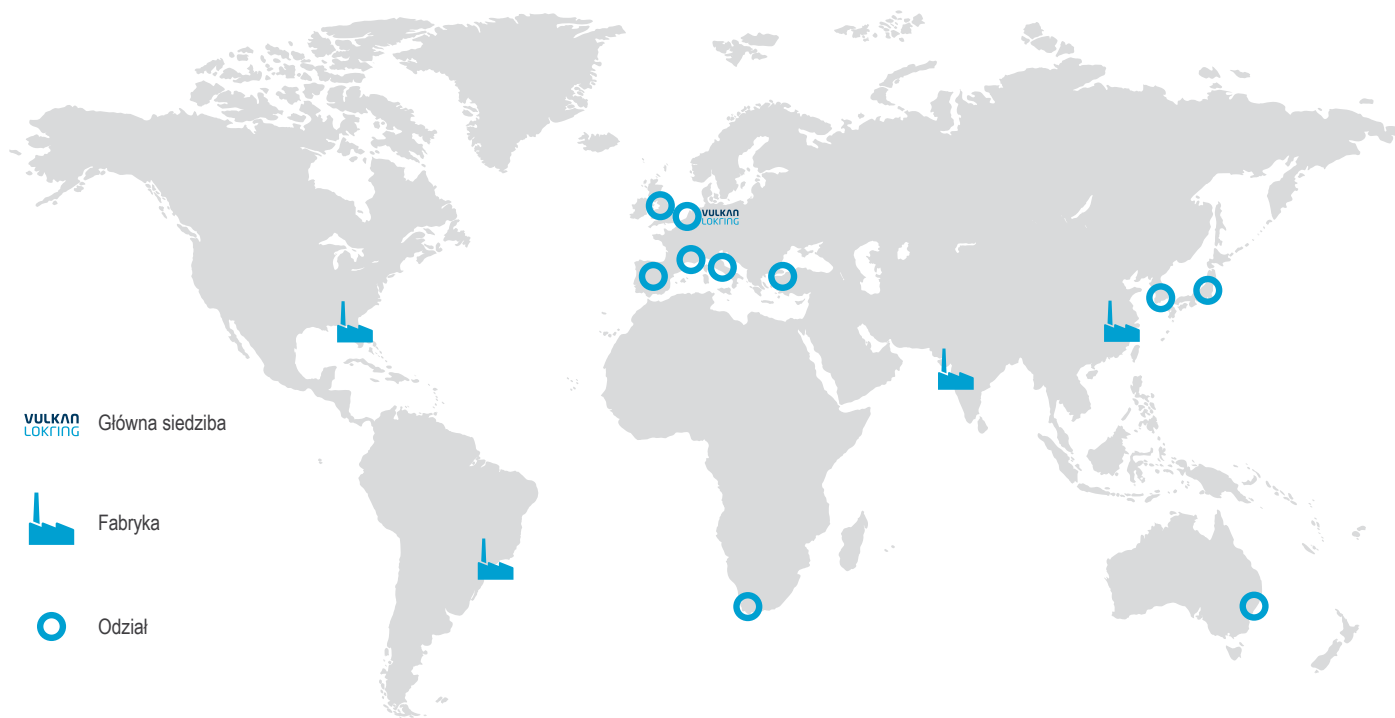 VULKAN
LOKRING
VULKAN
LOKRING
Główna siedziba
Fabryka
Odział